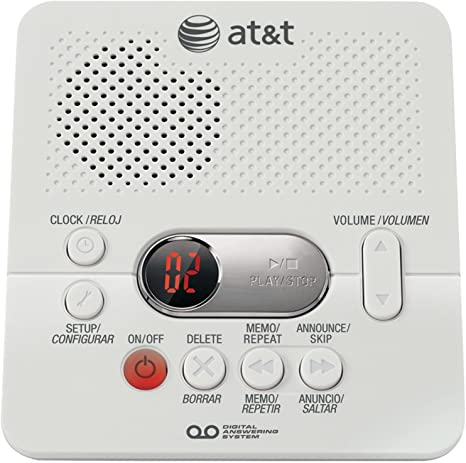 at&t
CLOCK / RELOJ
VOLUME / VOLUMEN
02
PLAY/STOP
SETUP/
CONFIGURAR
ON/OFF
DELETE
MEMO/
REPEAT
ANNOUNCE/
SKIP
BORRAR
MEMO/
REPETIR
ANUNCIO/
SALTAR
DIGITAL
ANSWERING
SYSTEM